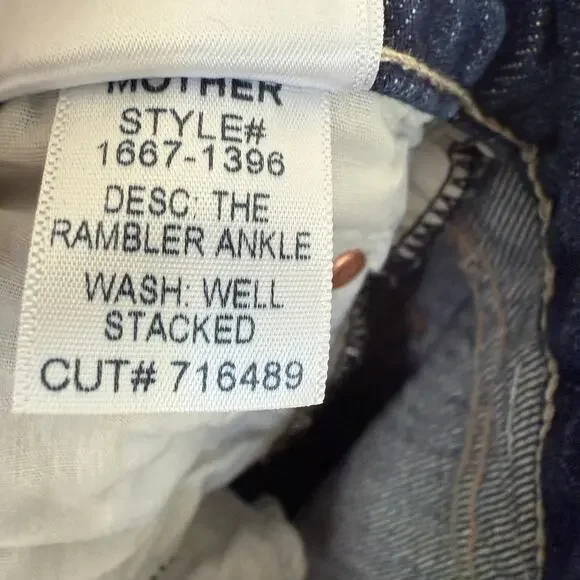 MOTHER
STYLE#
1667-1396
DESC: THE
RAMBLER ANKLE
WASH: WELL
STACKED
CUT# 716489